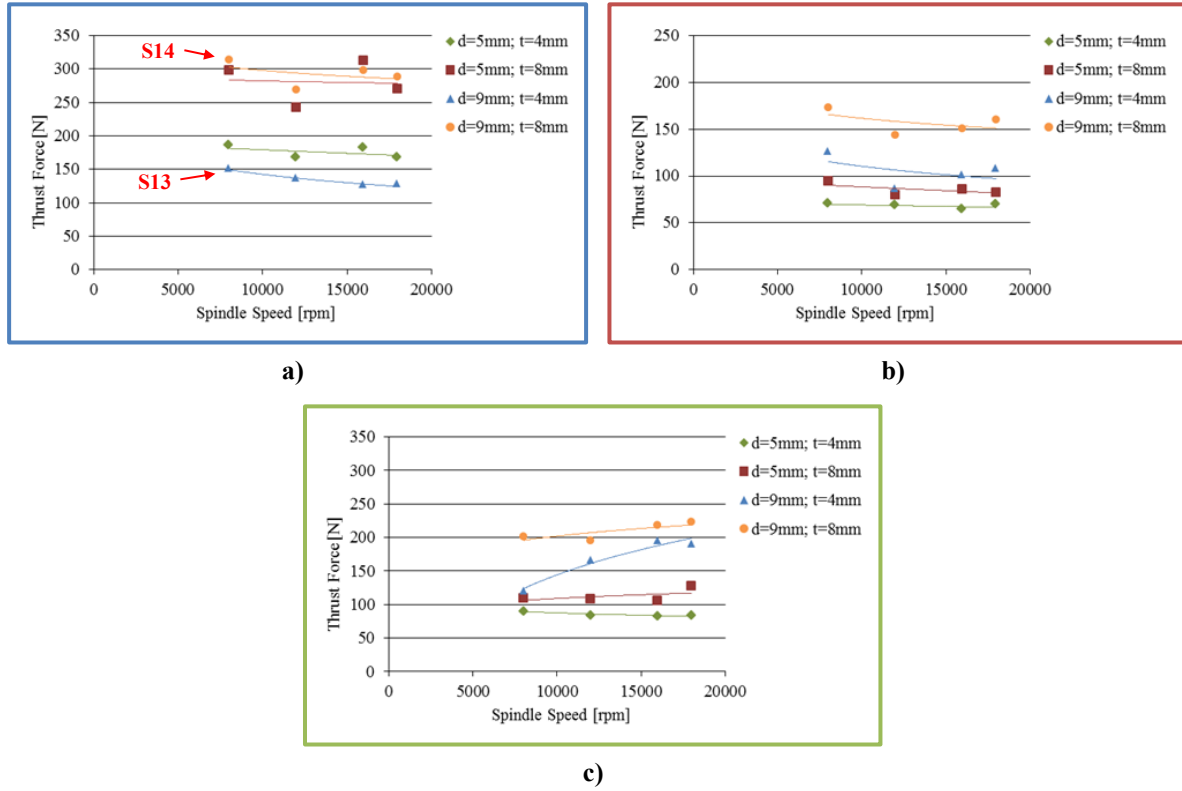 350
300
250
200
150
100
50
0
Thrust Force [N]
0 5000 10000 15000 20000
Spindle Speed [rpm]
S14
S13
d=5mm; t=4mm
d=5mm; t=8mm
d=9mm; t=4mm
d=9mm; t=8mm
a)
250
200
150
100
50
0
Thrust Force [N]
0 5000 10000 15000 20000
Spindle Speed [rpm]
d=5mm; t=4mm
d=5mm; t=8mm
d=9mm; t=4mm
d=9mm; t=8mm
b)
350
300
250
200
150
100
50
0
Thrust Force [N]
0 5000 10000 15000 20000
Spindle Speed [rpm]
d=5mm; t=4mm
d=5mm; t=8mm
d=9mm; t=4mm
d=9mm; t=8mm
c)